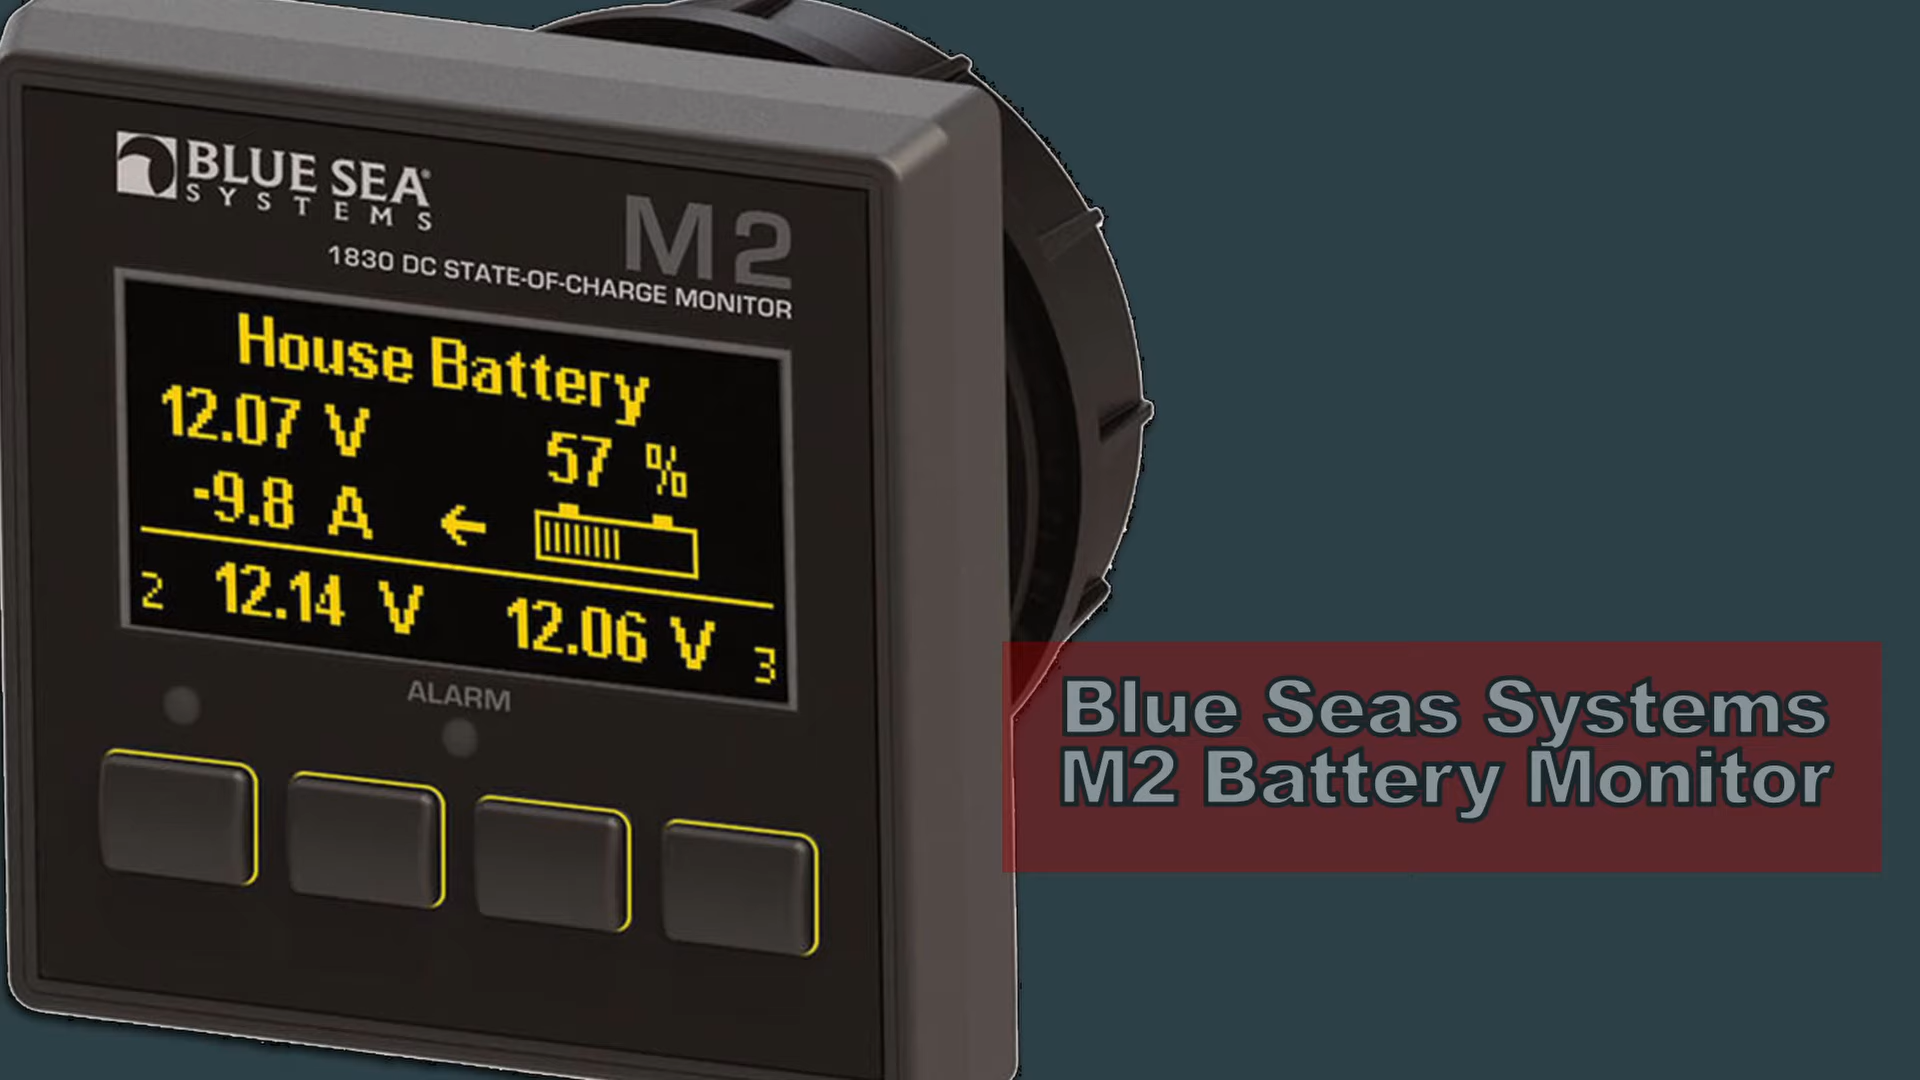 BLUE SEA®
SYSTEMS
M2
1830 DC STATE-OF-CHARGE MONITOR
House Battery
12.07 V
57 %
-9.8 A ←
2 12.14 V 12.06 V 3
ALARM
Blue Seas Systems
M2 Battery Monitor